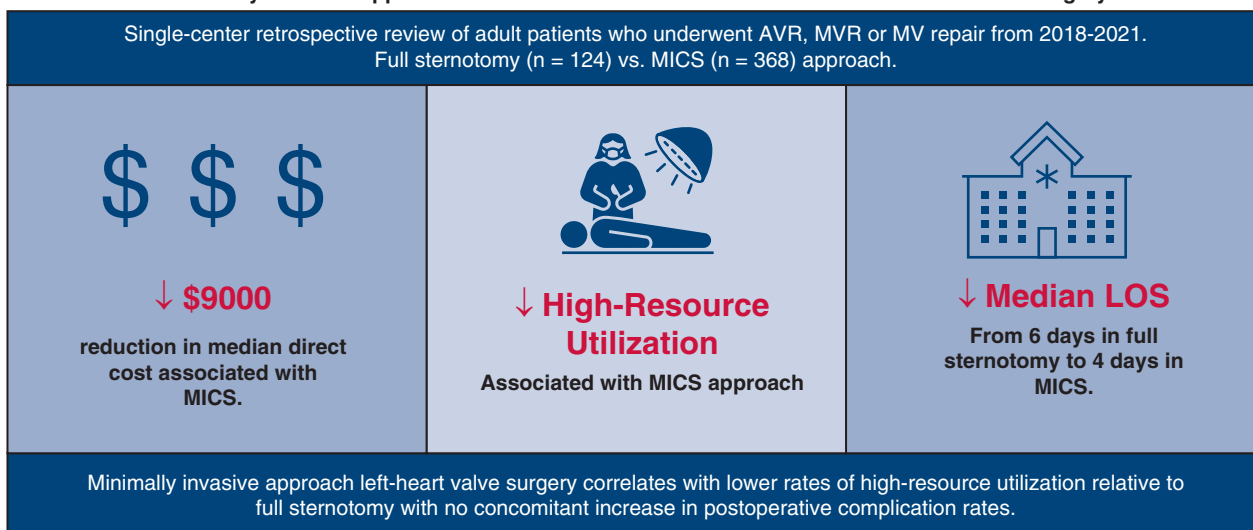 Single-center retrospective review of adult patients who underwent AVR, MVR or MV repair from 2018-2021.
Full sternotomy (n = 124) vs. MICS (n = 368) approach.
$ $ $
↓ $9000
reduction in median direct
cost associated with
MICS.
↓ High-Resource
Utilization
Associated with MICS approach
↓ Median LOS
From 6 days in full
sternotomy to 4 days in
MICS.
Minimally invasive approach left-heart valve surgery correlates with lower rates of high-resource utilization relative to
full sternotomy with no concomitant increase in postoperative complication rates.